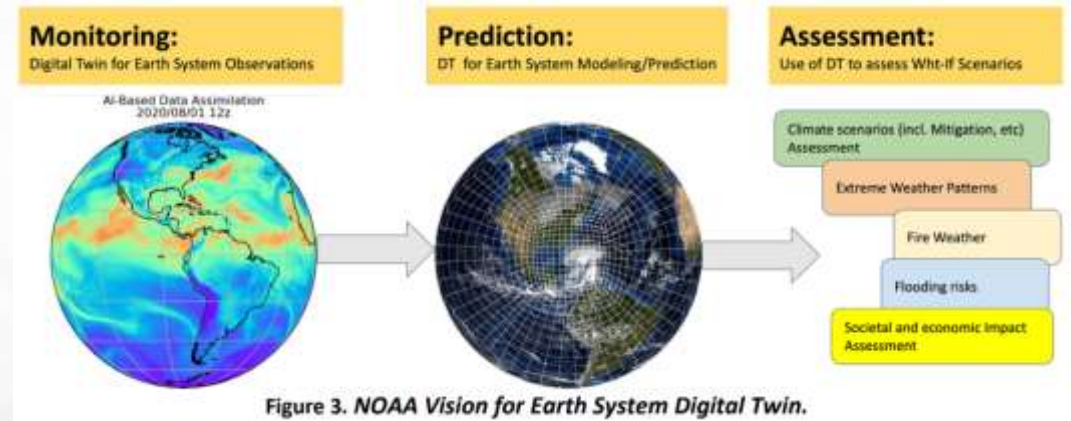 Monitoring:
Digital Twin for Earth System Observations
Prediction:
DT for Earth System Modeling/Prediction
Assessment:
Use of DT to assess Wht-If Scenarios
AI-Based Data Assimilation
2020/08/01 12z
Climate scenarios (incl. Mitigation, etc)
Assessment
Extreme Weather Patterns
Fire Weather
Flooding risks
Societal and economic Impact
Assessment
Figure 3. NOAA Vision for Earth System Digital Twin.